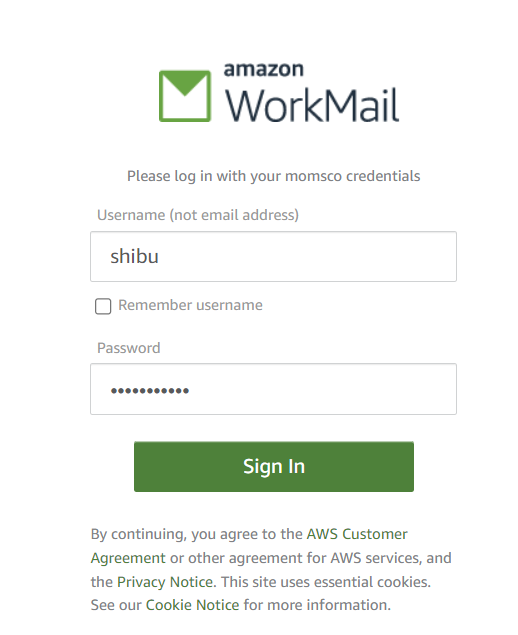 amazon
WorkMail
Please log in with your momsco credentials
Username (not email address)
shibu
Remember username
Password
•••••••••••
Sign In
By continuing, you agree to the AWS Customer
Agreement or other agreement for AWS services, and
the Privacy Notice. This site uses essential cookies.
See our Cookie Notice for more information.